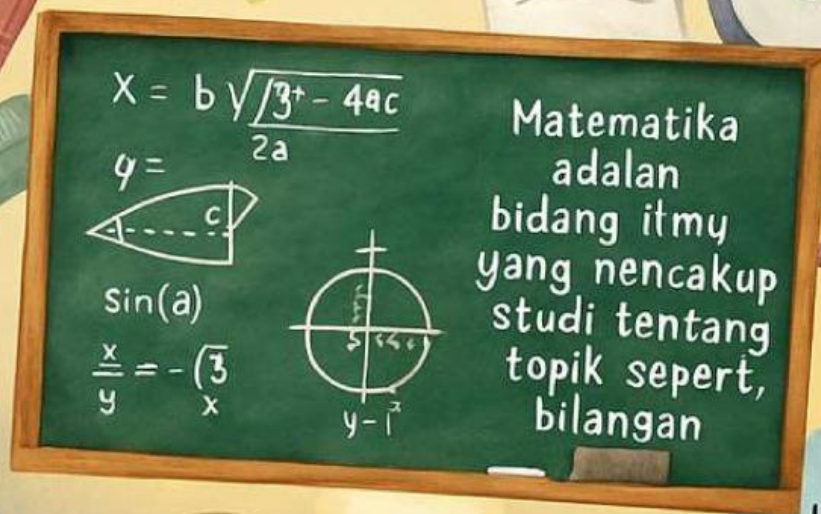 x = b√/3⁺ - 4ac
2a
y =
c
sin(a)
x/y = -(3
x
y-1
Matematika
adalan
bidang itmy
yang nencakup
studi tentang
topik sepert,
bilangan